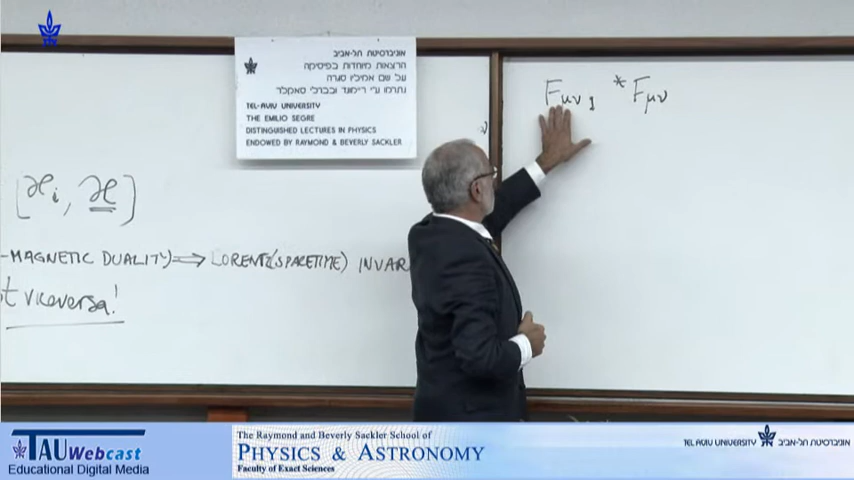 אוניברסיטת תל-אביב
הרצאות מיוחדות בפיסיקה
על שם אמיליו סגרה
נתרמו ע״י ריימונד ובברלי סאקלר
TEL-AVIV UNIVERSITY
THE EMILIO SEGRE
DISTINGUISHED LECTURES IN PHYSICS
ENDOWED BY RAYMOND & BEVERLY SACKLER
[ℋi, ℋ]
-MAGNETIC DUALITY) ⟹ LORENTZ(SPACETIME) INVAR
t viceversa!
ν
Fμν, *Fμν
TAU Webcast
Educational Digital Media
The Raymond and Beverly Sackler School of
PHYSICS & ASTRONOMY
Faculty of Exact Sciences
TEL AVIV UNIVERSITY אוניברסיטת תל-אביב